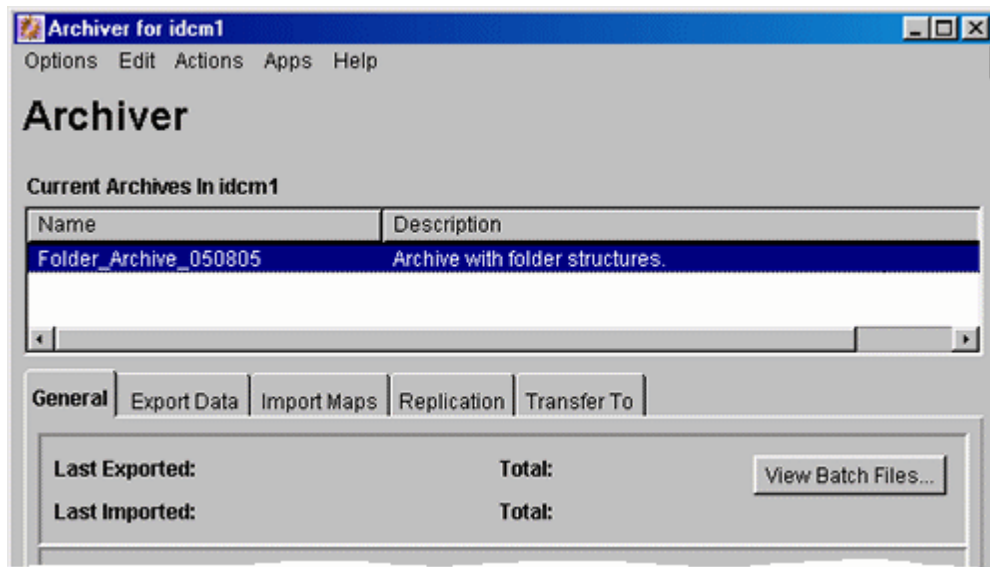 Archiver for idcm1
Options Edit Actions Apps Help
Archiver
Current Archives In idcm1
Name Description
Folder_Archive_050805 Archive with folder structures.
General Export Data Import Maps Replication Transfer To
Last Exported: Total: View Batch Files...
Last Imported: Total: